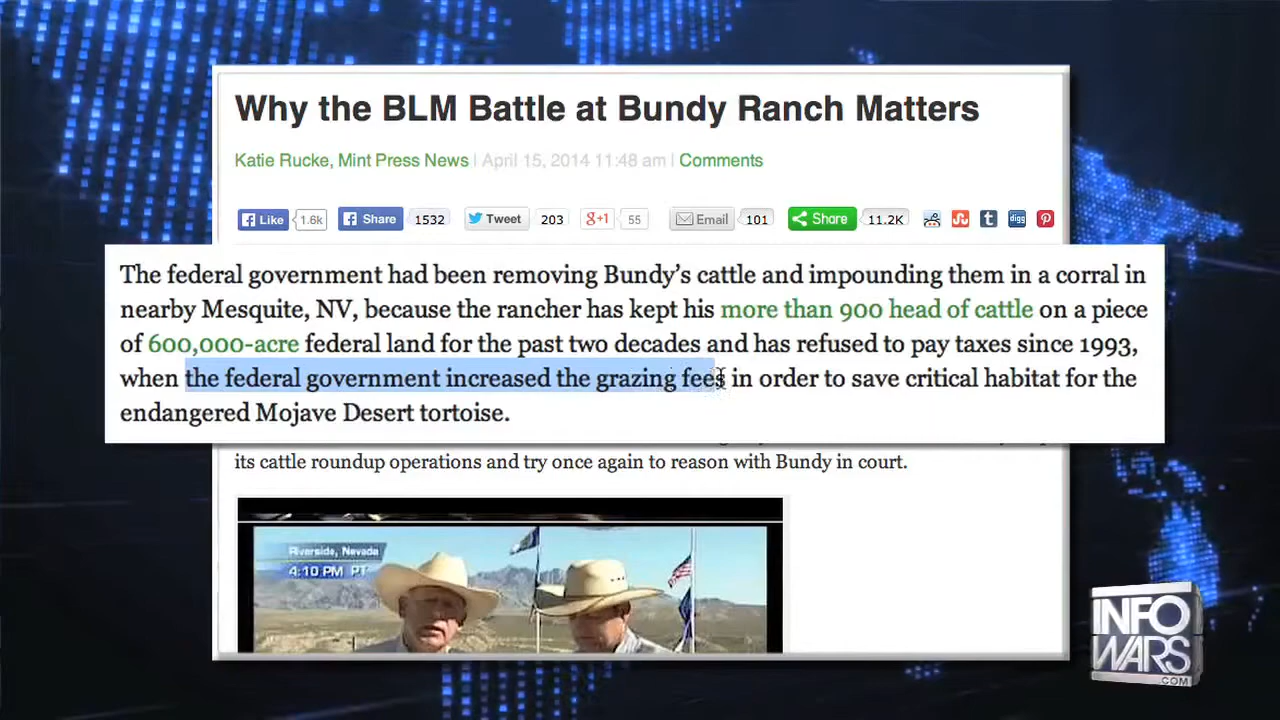 Why the BLM Battle at Bundy Ranch Matters
Katie Rucke, Mint Press News | April 15, 2014 11:48 am | Comments
Like 1.6k Share 1532 Tweet 203 g+1 55 Email 101 Share 11.2K digg
The federal government had been removing Bundy’s cattle and impounding them in a corral in
nearby Mesquite, NV, because the rancher has kept his more than 900 head of cattle on a piece
of 600,000-acre federal land for the past two decades and has refused to pay taxes since 1993,
when the federal government increased the grazing fees in order to save critical habitat for the
endangered Mojave Desert tortoise.
its cattle roundup operations and try once again to reason with Bundy in court.
Riverside, Nevada
4:10 PM PT
INFO
WARS
.COM